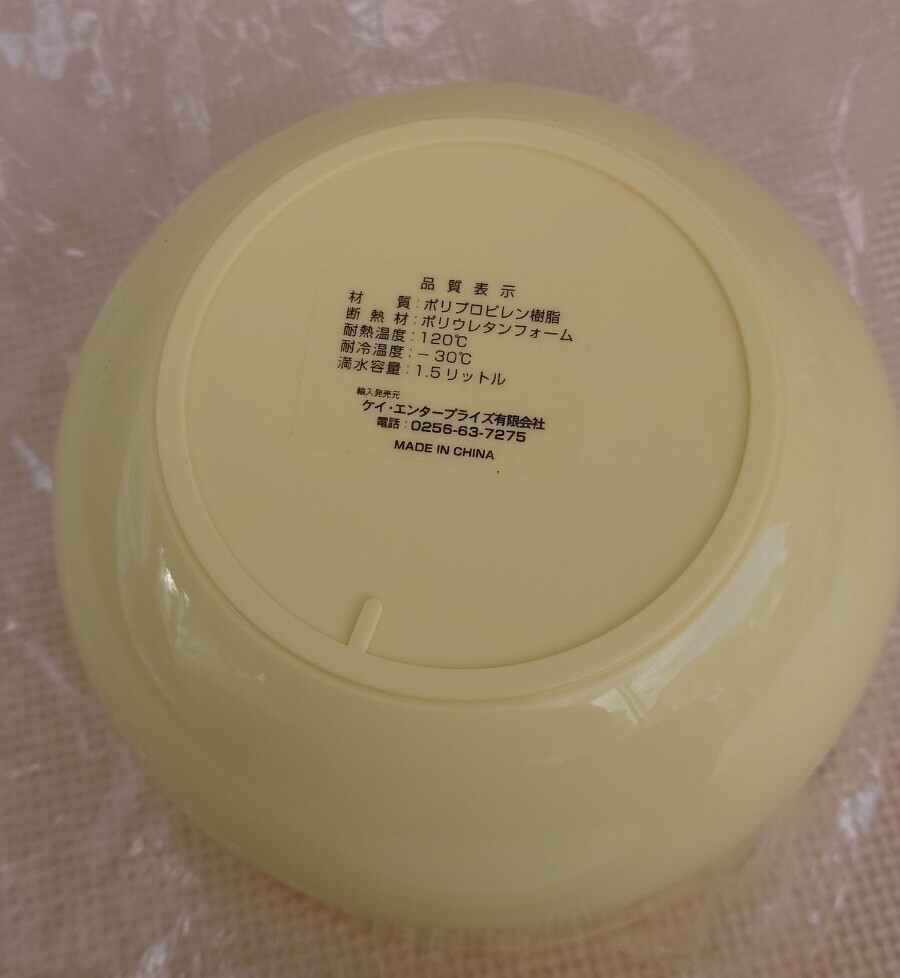 品質表示
材　　質：ポリプロピレン樹脂
断 熱 材：ポリウレタンフォーム
耐熱温度：120℃
耐冷温度：－30℃
満水容量：1.5リットル
輸入発売元
ケイ・エンタープライズ有限会社
電話：0256-63-7275
MADE IN CHINA